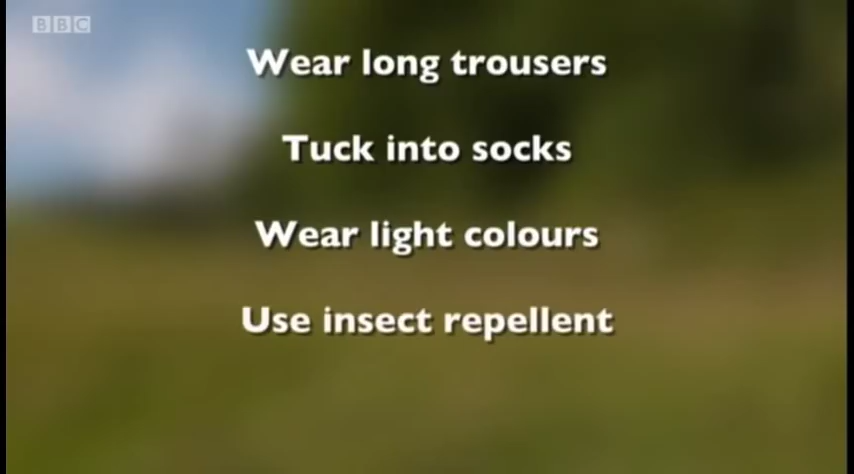 BBC
Wear long trousers
Tuck into socks
Wear light colours
Use insect repellent